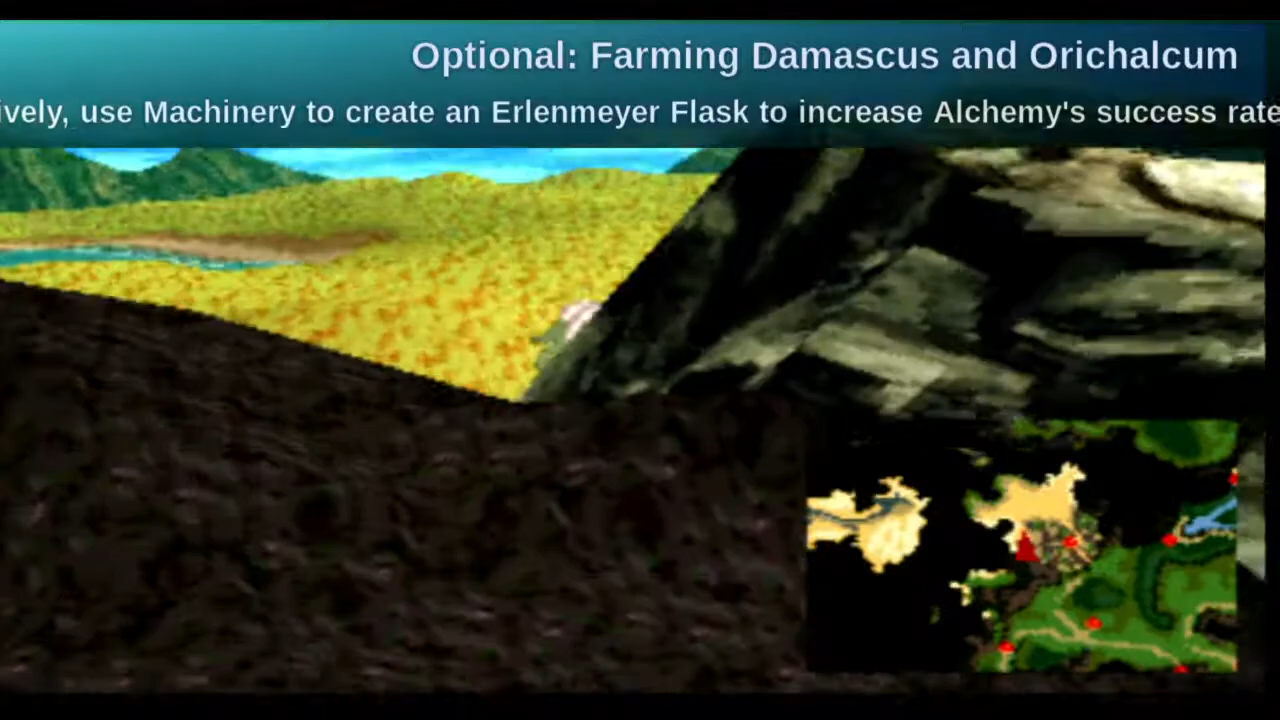 Optional: Farming Damascus and Orichalcum
ively, use Machinery to create an Erlenmeyer Flask to increase Alchemy's success rate